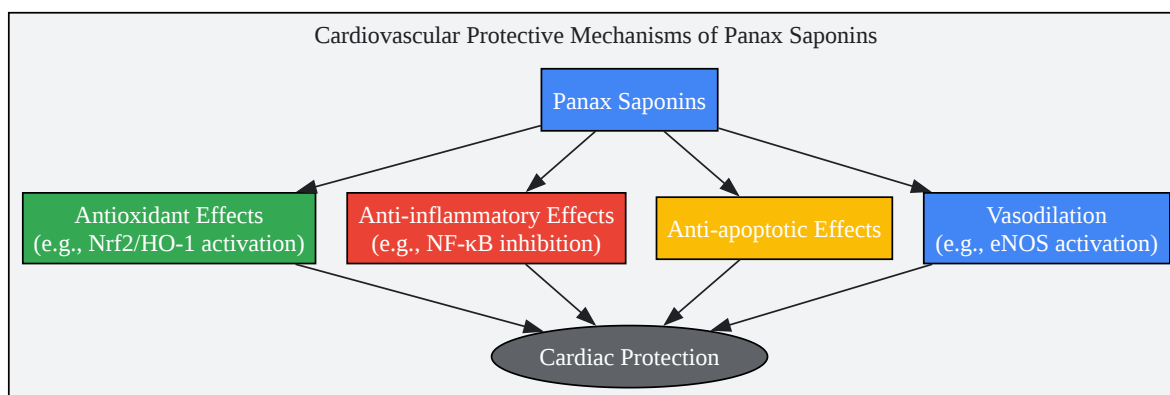 Cardiovascular Protective Mechanisms of Panax Saponins
Panax Saponins
Antioxidant Effects
(e.g., Nrf2/HO-1 activation)
Anti-inflammatory Effects
(e.g., NF-κB inhibition)
Anti-apoptotic Effects
Vasodilation
(e.g., eNOS activation)
Cardiac Protection